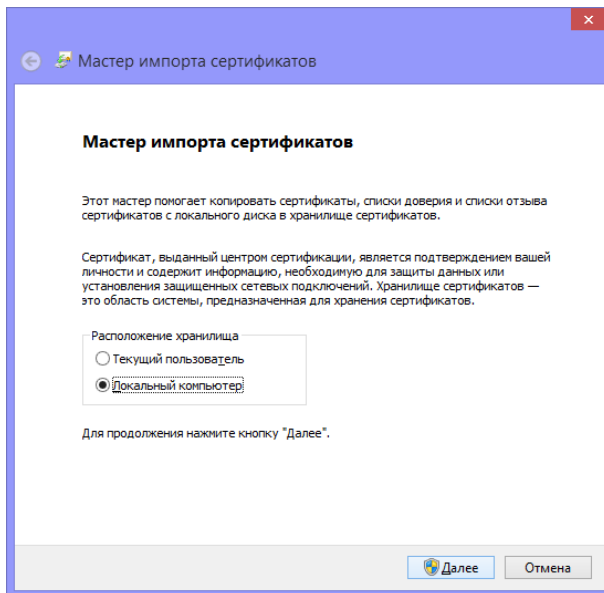 Мастер импорта сертификатов
Мастер импорта сертификатов
Этот мастер помогает копировать сертификаты, списки доверия и списки отзыва
сертификатов с локального диска в хранилище сертификатов.
Сертификат, выданный центром сертификации, является подтверждением вашей
личности и содержит информацию, необходимую для защиты данных или
установления защищенных сетевых подключений. Хранилище сертификатов —
это область системы, предназначенная для хранения сертификатов.
Расположение хранилища
Текущий пользователь
Локальный компьютер
Для продолжения нажмите кнопку "Далее".
Далее
Отмена